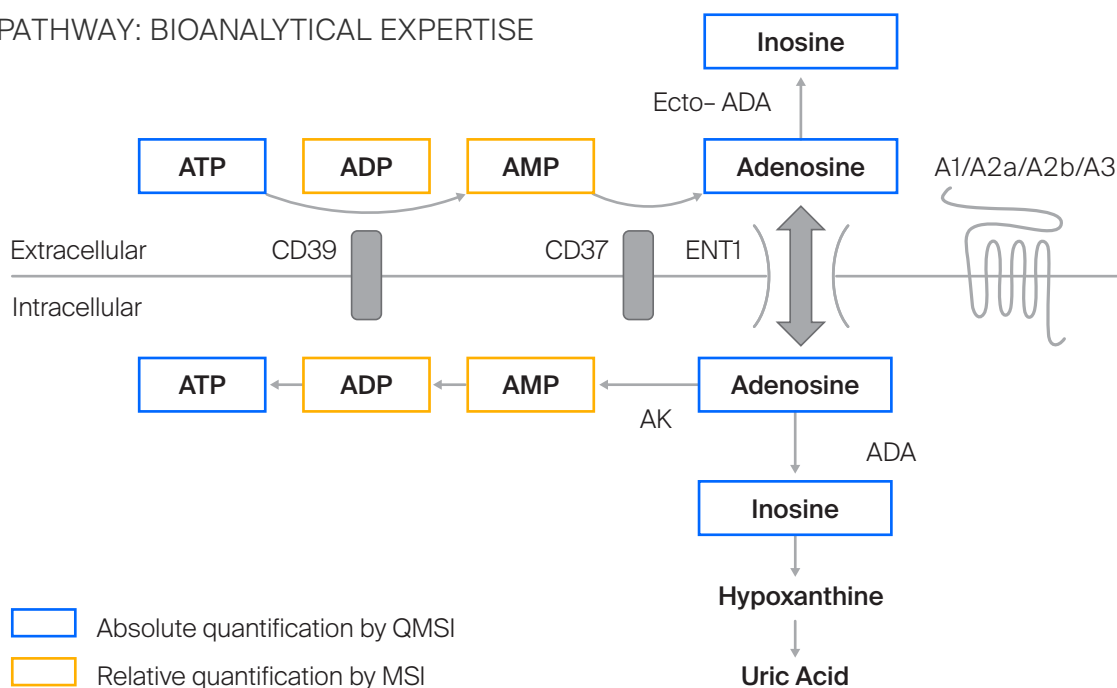 PATHWAY: BIOANALYTICAL EXPERTISE
Inosine
Ecto– ADA
ATP
ADP
AMP
Adenosine
A1/A2a/A2b/A3
Extracellular
CD39
CD37
ENT1
Intracellular
ATP
ADP
AMP
Adenosine
AK
ADA
Inosine
Hypoxanthine
Absolute quantification by QMSI
Relative quantification by MSI
Uric Acid